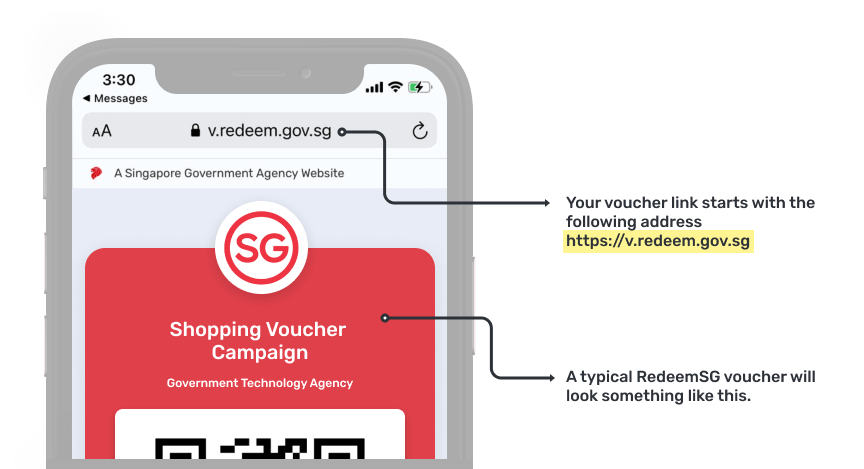 3:30
Messages
AA
v.redeem.gov.sg
A Singapore Government Agency Website
SG
Shopping Voucher
Campaign
Government Technology Agency
Your voucher link starts with the
following address
https://v.redeem.gov.sg
A typical RedeemSG voucher will
look something like this.